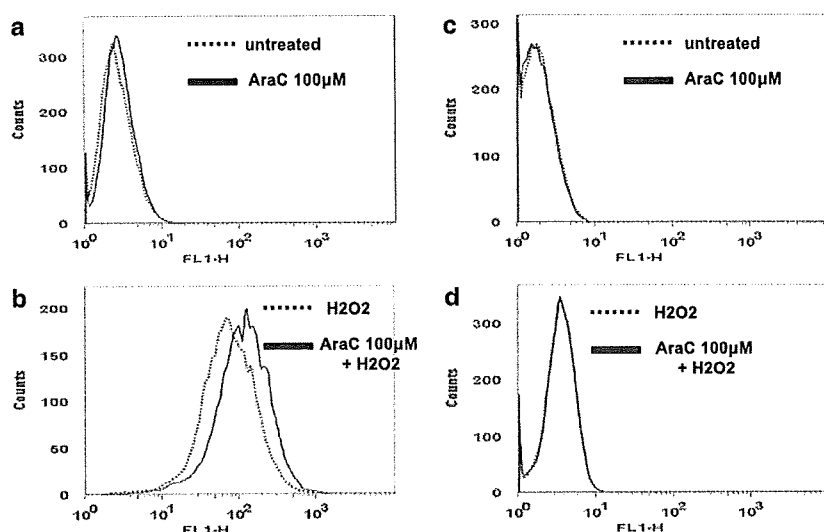 a
untreated
AraC 100µM
Counts
300
200
100
0
10⁰ 10¹ 10² 10³
FL1-H
b
H2O2
AraC 100µM
+ H2O2
Counts
200
150
100
50
0
10⁰ 10¹ 10² 10³
FL1-H
c
untreated
AraC 100µM
Counts
300
200
100
0
10⁰ 10¹ 10² 10³
FL1-H
d
H2O2
AraC 100µM
+ H2O2
Counts
300
200
100
0
10⁰ 10¹ 10² 10³
FL1-H